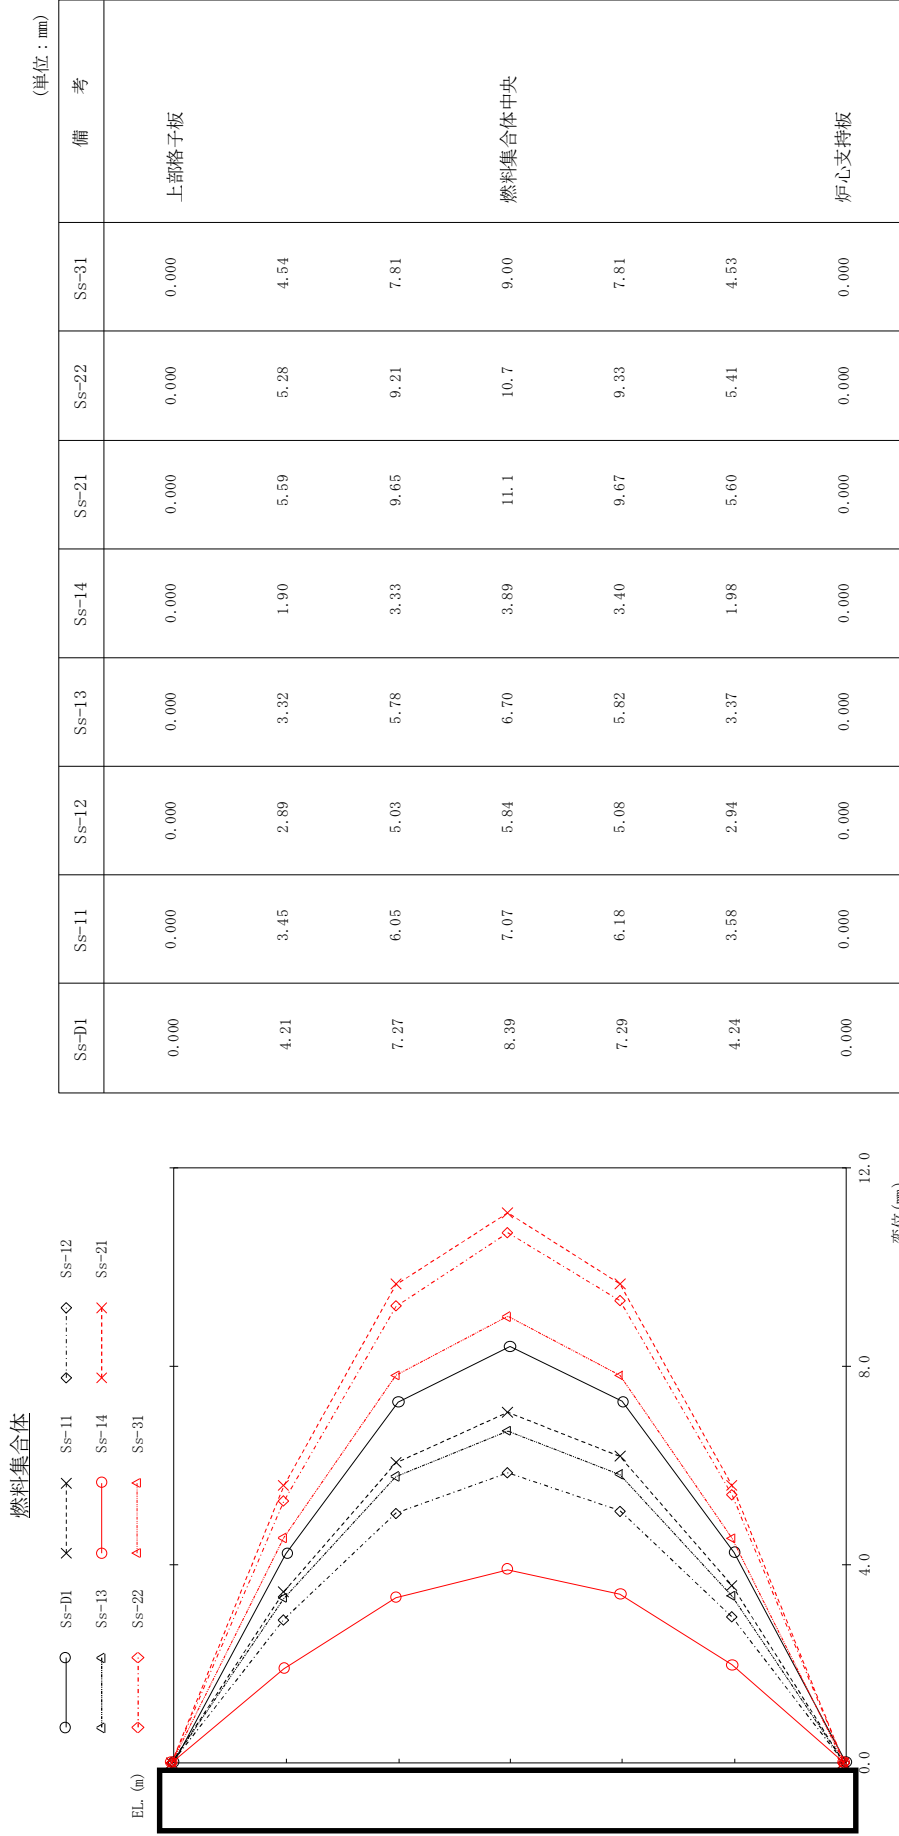 燃料集合体
Ss-D1 Ss-11 Ss-12
Ss-13 Ss-14 Ss-21
Ss-22 Ss-31
EL. (m)
0.0 4.0 8.0 12.0
(単位：mm)
Ss-D1 Ss-11 Ss-12 Ss-13 Ss-14 Ss-21 Ss-22 Ss-31 備 考
0.000 0.000 0.000 0.000 0.000 0.000 0.000 0.000 上部格子板
4.21 3.45 2.89 3.32 1.90 5.59 5.28 4.54
7.27 6.05 5.03 5.78 3.33 9.65 9.21 7.81
8.39 7.07 5.84 6.70 3.89 11.1 10.7 9.00 燃料集合体中央
7.29 6.18 5.08 5.82 3.40 9.67 9.33 7.81
4.24 3.58 2.94 3.37 1.98 5.60 5.41 4.53
0.000 0.000 0.000 0.000 0.000 0.000 0.000 0.000 炉心支持板